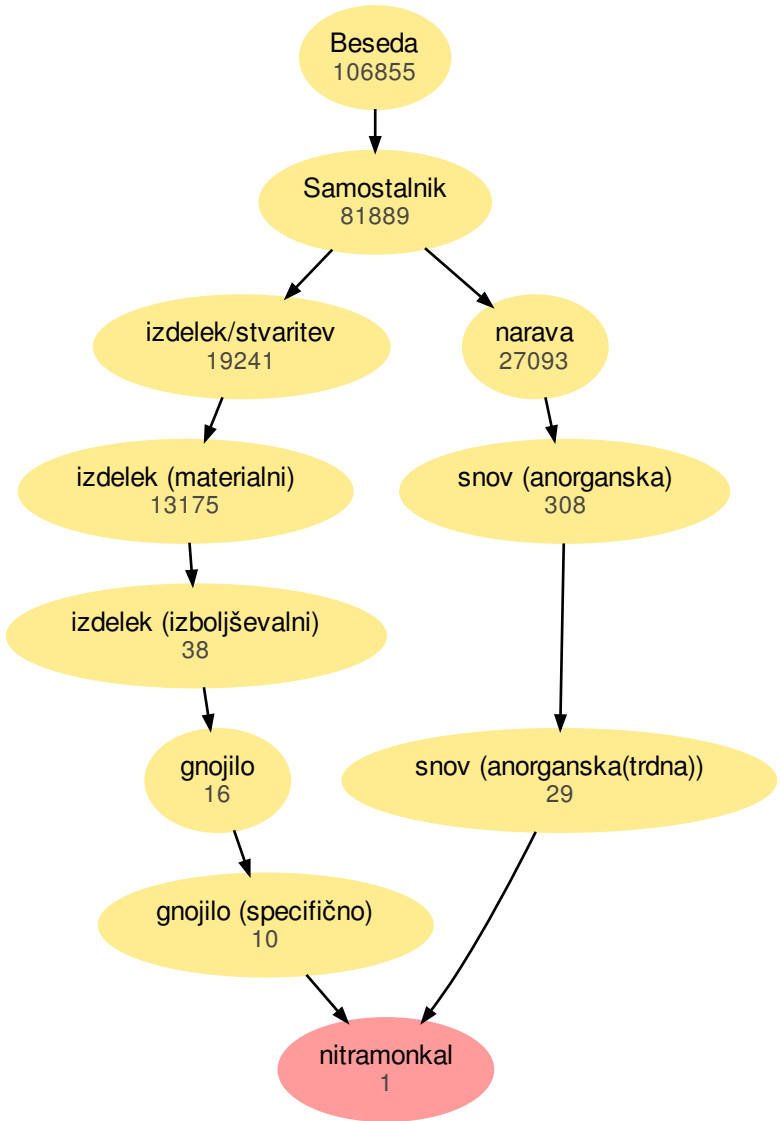 Beseda
106855
Samostalnik
81889
izdelek/stvaritev
19241
narava
27093
izdelek (materialni)
13175
snov (anorganska)
308
izdelek (izboljševalni)
38
gnojilo
16
snov (anorganska(trdna))
29
gnojilo (specifično)
10
nitramonkal
1